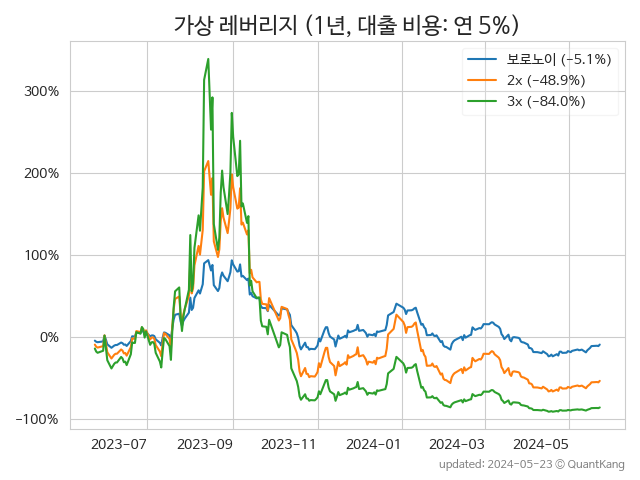 가상 레버리지 (1년, 대출 비용: 연 5%)
보로노이 (−5.1%)
2x (−48.9%)
3x (−84.0%)
300%
200%
100%
0%
−100%
2023-07
2023-09
2023-11
2024-01
2024-03
2024-05
updated: 2024-05-23 © QuantKang